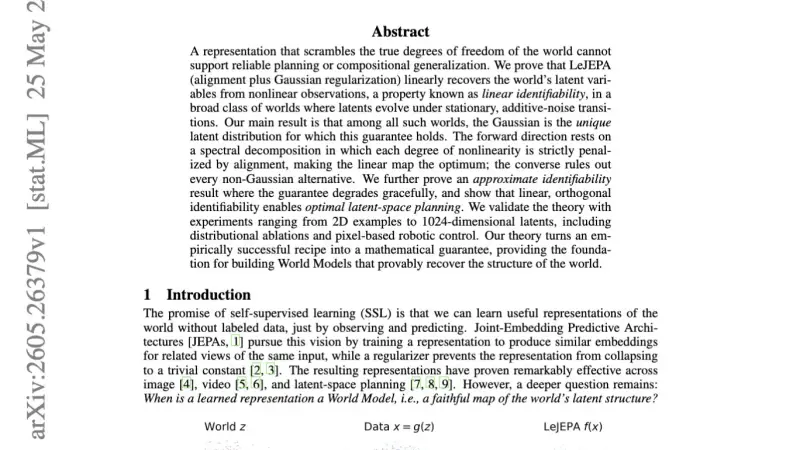 arXiv:2605.26379v1 [stat.ML] 25 May 2
Abstract
A representation that scrambles the true degrees of freedom of the world cannot
support reliable planning or compositional generalization. We prove that LeJEPA
(alignment plus Gaussian regularization) linearly recovers the world's latent vari-
ables from nonlinear observations, a property known as linear identifiability, in a
broad class of worlds where latents evolve under stationary, additive-noise transi-
tions. Our main result is that among all such worlds, the Gaussian is the unique
latent distribution for which this guarantee holds. The forward direction rests on
a spectral decomposition in which each degree of nonlinearity is strictly penal-
ized by alignment, making the linear map the optimum; the converse rules out
every non-Gaussian alternative. We further prove an approximate identifiability
result where the guarantee degrades gracefully, and show that linear, orthogonal
identifiability enables optimal latent-space planning. We validate the theory with
experiments ranging from 2D examples to 1024-dimensional latents, including
distributional ablations and pixel-based robotic control. Our theory turns an em-
pirically successful recipe into a mathematical guarantee, providing the founda-
tion for building World Models that provably recover the structure of the world.
1 Introduction
The promise of self-supervised learning (SSL) is that we can learn useful representations of the
world without labeled data, just by observing and predicting. Joint-Embedding Predictive Archi-
tectures [JEPAs, 1] pursue this vision by training a representation to produce similar embeddings
for related views of the same input, while a regularizer prevents the representation from collapsing
to a trivial constant [2, 3]. The resulting representations have proven remarkably effective across
image [4], video [5, 6], and latent-space planning [7, 8, 9]. However, a deeper question remains:
When is a learned representation a World Model, i.e., a faithful map of the world's latent structure?
World z Data x = g(z) LeJEPA f(x)